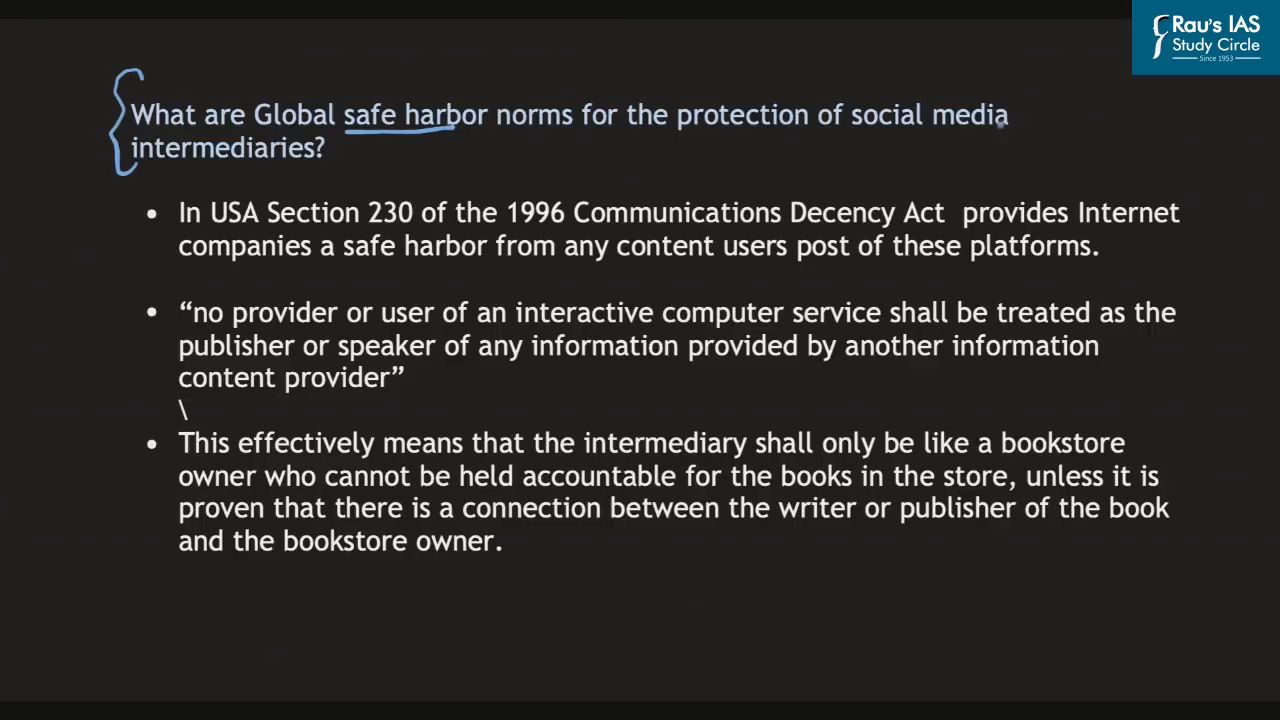 Rau's IAS
Study Circle
Since 1953
What are Global safe harbor norms for the protection of social media
intermediaries?
• In USA Section 230 of the 1996 Communications Decency Act  provides Internet
companies a safe harbor from any content users post of these platforms.
• “no provider or user of an interactive computer service shall be treated as the
publisher or speaker of any information provided by another information
content provider”
\
• This effectively means that the intermediary shall only be like a bookstore
owner who cannot be held accountable for the books in the store, unless it is
proven that there is a connection between the writer or publisher of the book
and the bookstore owner.